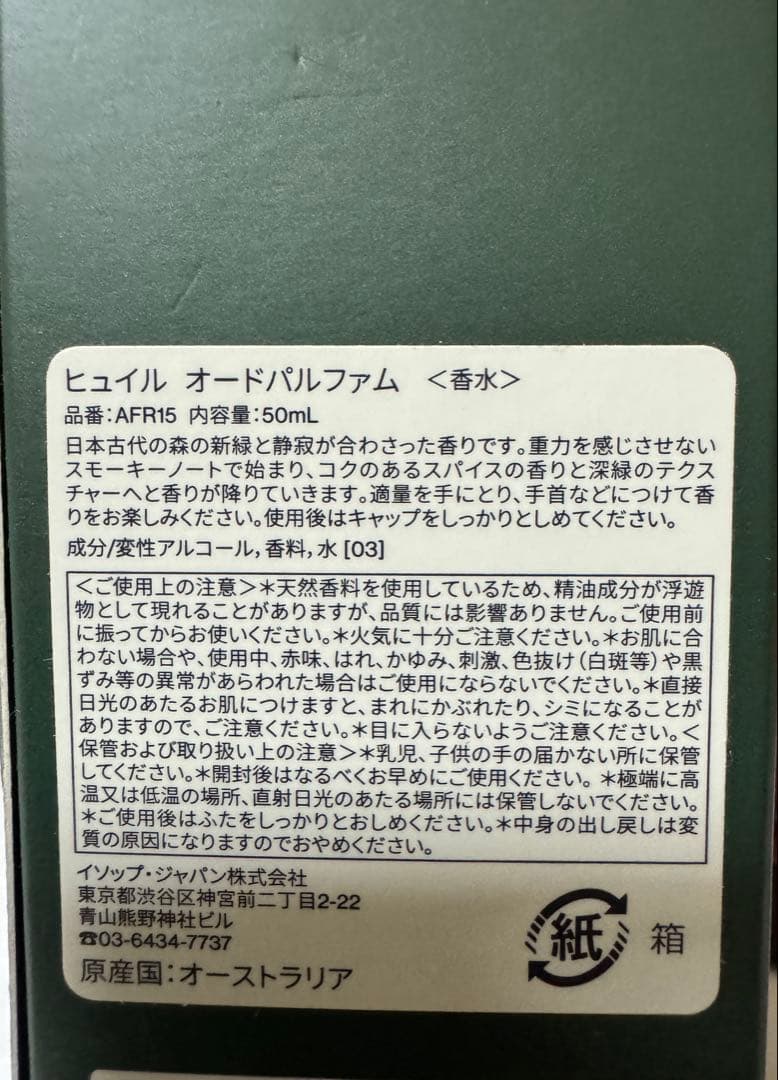 ヒュイル オードパルファム <香水>
品番:AFR15 内容量:50mL
日本古代の森の新緑と静寂が合わさった香りです。重力を感じさせない
スモーキーノートで始まり、コクのあるスパイスの香りと深緑のテクス
チャーへと香りが降りていきます。適量を手にとり、手首などにつけて香
りをお楽しみください。使用後はキャップをしっかりとしめてください。
成分/変性アルコール, 香料, 水 [03]
<ご使用上の注意>*天然香料を使用しているため、精油成分が浮遊
物として現れることがありますが、品質には影響ありません。ご使用前
に振ってからお使いください。*火気に十分ご注意ください。*お肌に合
わない場合や、使用中、赤味、はれ、かゆみ、刺激、色抜け(白斑等)や黒
ずみ等の異常があらわれた場合はご使用にならないでください。*直接
日光のあたるお肌につけますと、まれにかぶれたり、シミになることが
ありますので、ご注意ください。*目に入らないようご注意ください。<
保管および取り扱い上の注意>*乳児、子供の手の届かない所に保管
してください。*開封後はなるべくお早めにご使用ください。 *極端に高
温又は低温の場所、直射日光のあたる場所には保管しないでください。
*ご使用後はふたをしっかりとおしめください。*中身の出し戻しは変
質の原因になりますのでおやめください。
イソップ・ジャパン株式会社
東京都渋谷区神宮前二丁目2-22
青山熊野神社ビル
☎03-6434-7737
原産国:オーストラリア
紙 箱